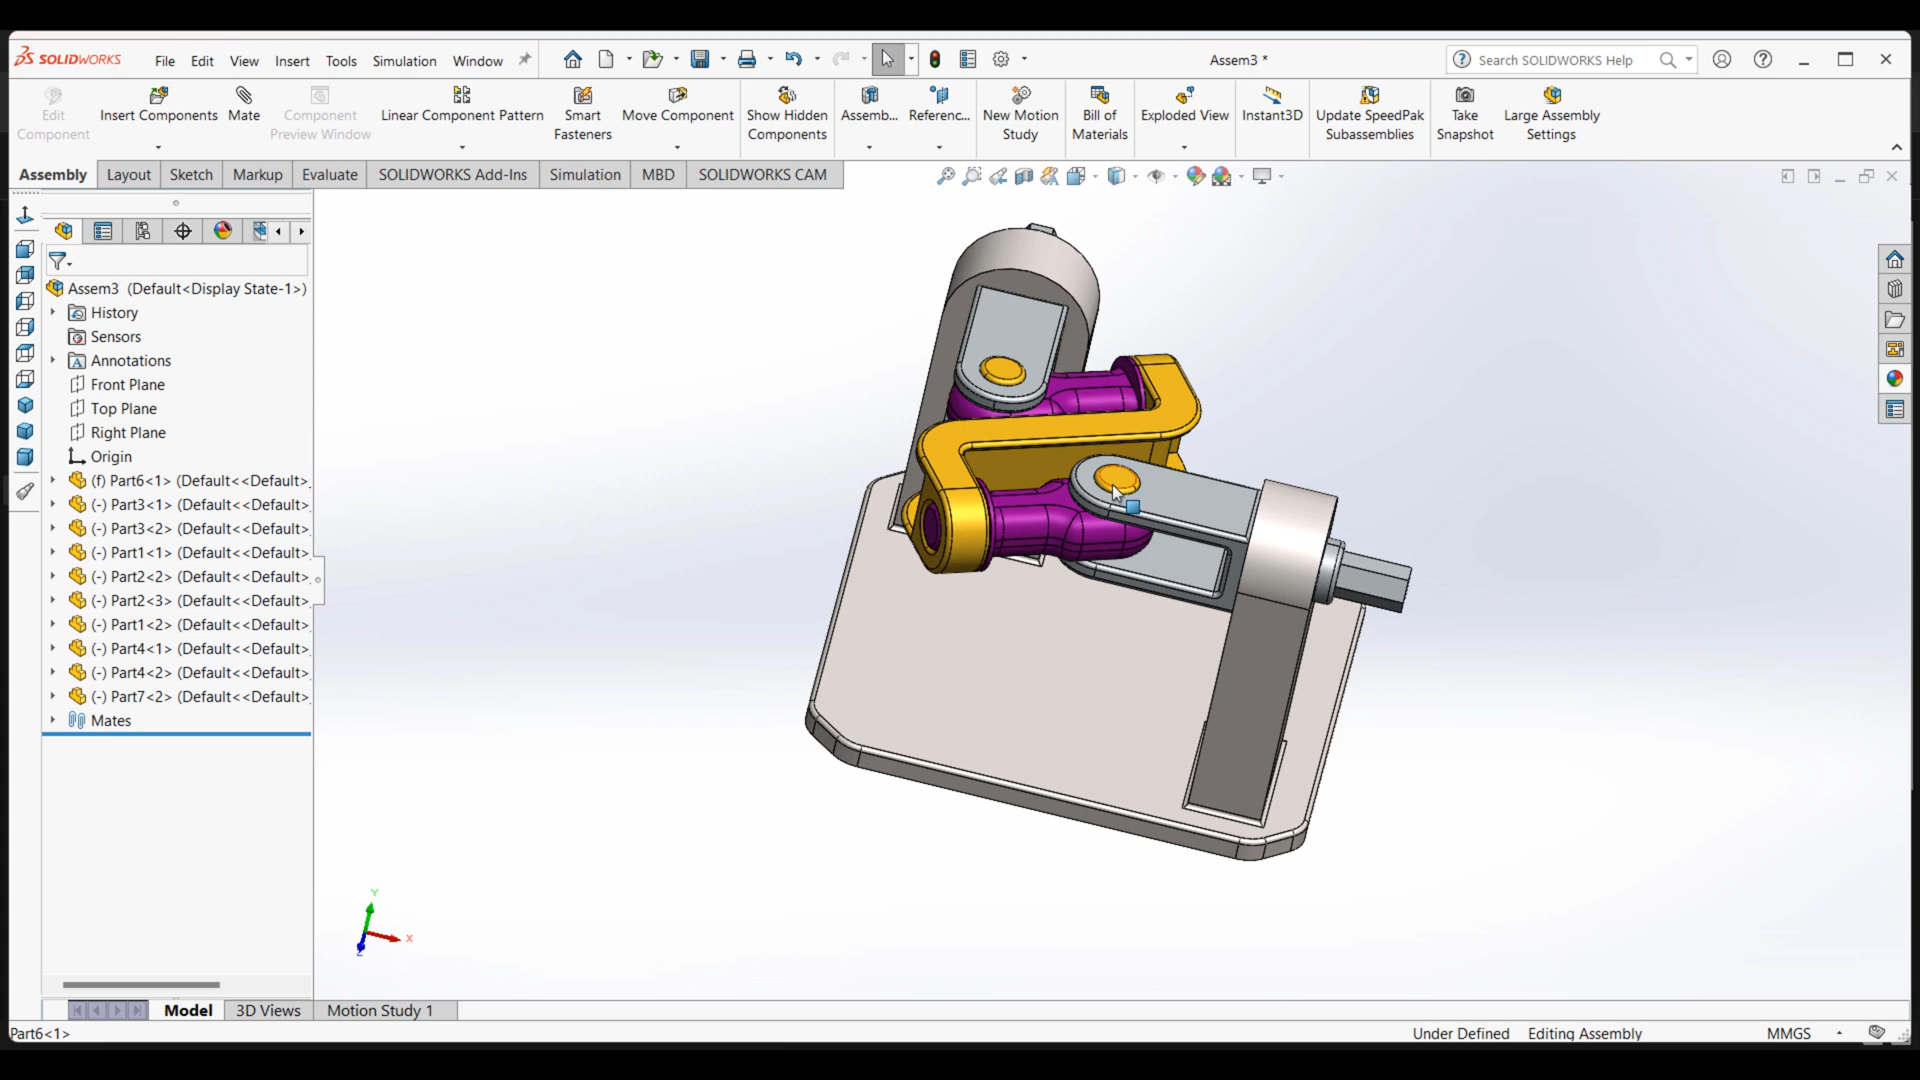 SOLIDWORKS File Edit View Insert Tools Simulation Window Assem3 * Search SOLIDWORKS Help
Edit Component
Insert Components
Mate
Component Preview Window
Linear Component Pattern
Smart Fasteners
Move Component
Show Hidden Components
Assemb...
Referenc...
New Motion Study
Bill of Materials
Exploded View
Instant3D
Update SpeedPak Subassemblies
Take Snapshot
Large Assembly Settings
Assembly Layout Sketch Markup Evaluate SOLIDWORKS Add-Ins Simulation MBD SOLIDWORKS CAM
Assem3 (Default<Display State-1>)
History
Sensors
Annotations
Front Plane
Top Plane
Right Plane
Origin
(f) Part6<1> (Default<<Default>
(-) Part3<1> (Default<<Default>
(-) Part3<2> (Default<<Default>
(-) Part1<1> (Default<<Default>
(-) Part2<2> (Default<<Default>
(-) Part2<3> (Default<<Default>
(-) Part1<2> (Default<<Default>
(-) Part4<1> (Default<<Default>
(-) Part4<2> (Default<<Default>
(-) Part7<2> (Default<<Default>
Mates
Y
X
Z
Model 3D Views Motion Study 1
Part6<1> Under Defined Editing Assembly MMGS